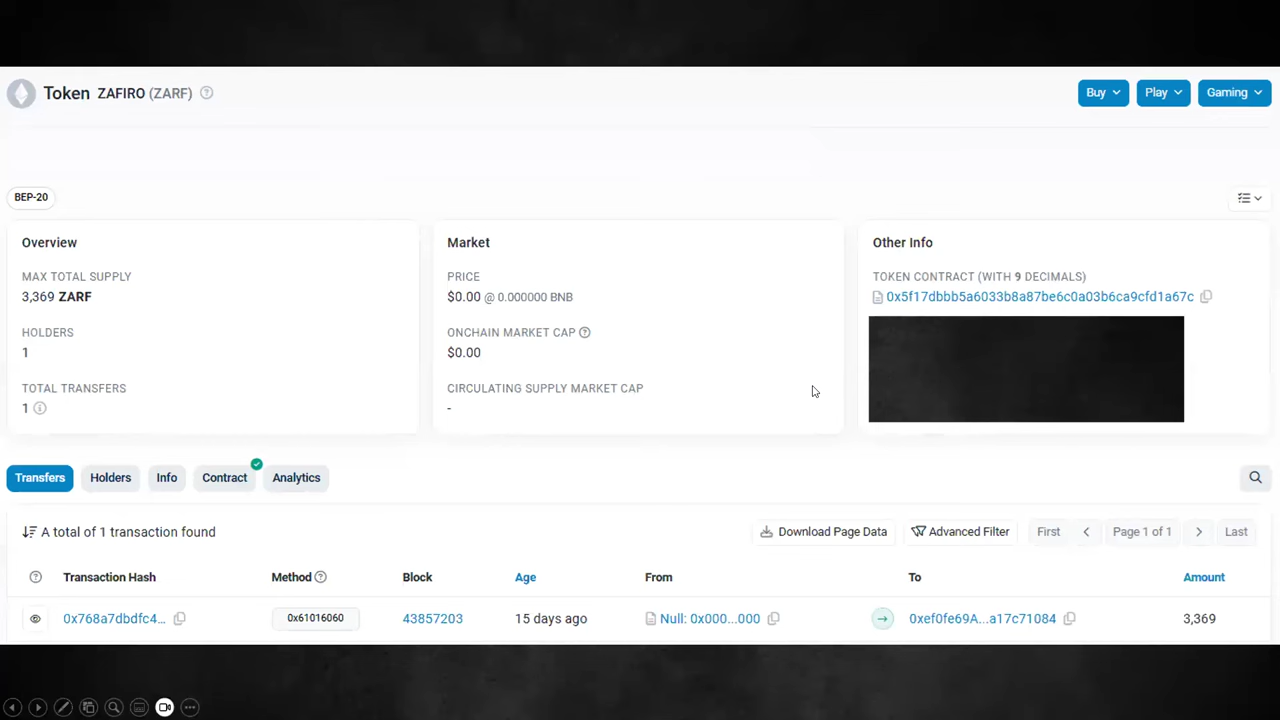 Token ZAFIRO (ZARF)
Buy
Play
Gaming
BEP-20
Overview
MAX TOTAL SUPPLY
3,369 ZARF
HOLDERS
1
TOTAL TRANSFERS
1
Market
PRICE
$0.00 @ 0.000000 BNB
ONCHAIN MARKET CAP
$0.00
CIRCULATING SUPPLY MARKET CAP
-
Other Info
TOKEN CONTRACT (WITH 9 DECIMALS)
0x5f17dbbb5a6033b8a87be6c0a03b6ca9cfd1a67c
Transfers
Holders
Info
Contract
Analytics
A total of 1 transaction found
Download Page Data
Advanced Filter
First
Page 1 of 1
Last
Transaction Hash Method Block Age From To Amount
0x768a7dbdfc4... 0x61016060 43857203 15 days ago Null: 0x000...000 0xef0fe69A...a17c71084 3,369